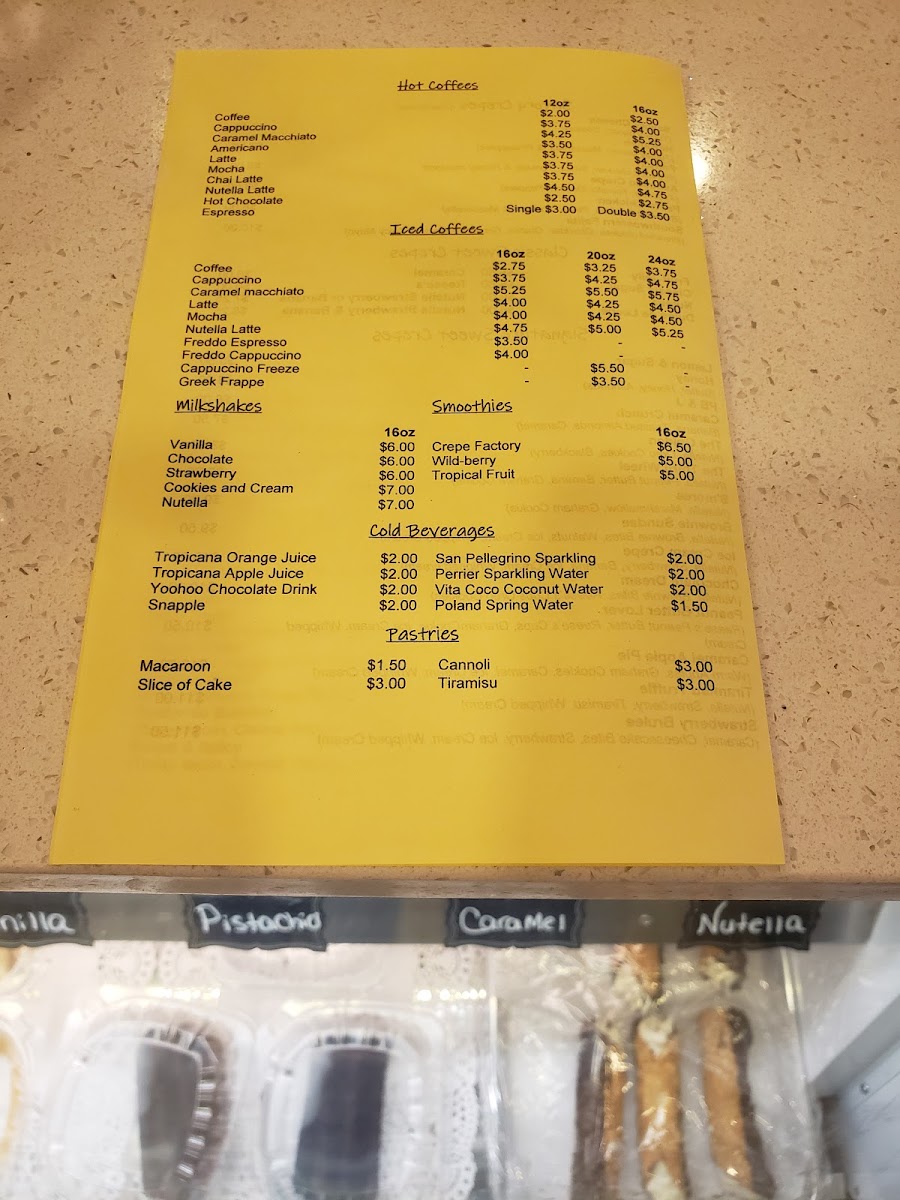 Hot Coffees
12oz 16oz
Coffee $2.00 $2.50
Cappuccino $3.75 $4.00
Caramel Macchiato $4.25 $5.25
Americano $3.50 $4.00
Latte $3.75 $4.00
Mocha $3.75 $4.00
Chai Latte $3.75 $4.00
Nutella Latte $4.50 $4.75
Hot Chocolate $2.50 $2.75
Espresso Single $3.00 Double $3.50
Iced Coffees
16oz 20oz 24oz
Coffee $2.75 $3.25 $3.75
Cappuccino $3.75 $4.25 $4.75
Caramel macchiato $5.25 $5.50 $5.75
Latte $4.00 $4.25 $4.50
Mocha $4.00 $4.25 $4.50
Nutella Latte $4.75 $5.00 $5.25
Freddo Espresso $3.50 - -
Freddo Cappuccino $4.00 -
Cappuccino Freeze - $5.50 -
Greek Frappe - $3.50 -
Milkshakes Smoothies
16oz 16oz
Vanilla $6.00 Crepe Factory $6.50
Chocolate $6.00 Wild-berry $5.00
Strawberry $6.00 Tropical Fruit $5.00
Cookies and Cream $7.00
Nutella $7.00
Cold Beverages
Tropicana Orange Juice $2.00 San Pellegrino Sparkling $2.00
Tropicana Apple Juice $2.00 Perrier Sparkling Water $2.00
Yoohoo Chocolate Drink $2.00 Vita Coco Coconut Water $2.00
Snapple $2.00 Poland Spring Water $1.50
Pastries
Macaroon $1.50 Cannoli $3.00
Slice of Cake $3.00 Tiramisu $3.00
nilla Pistachio Caramel Nutella